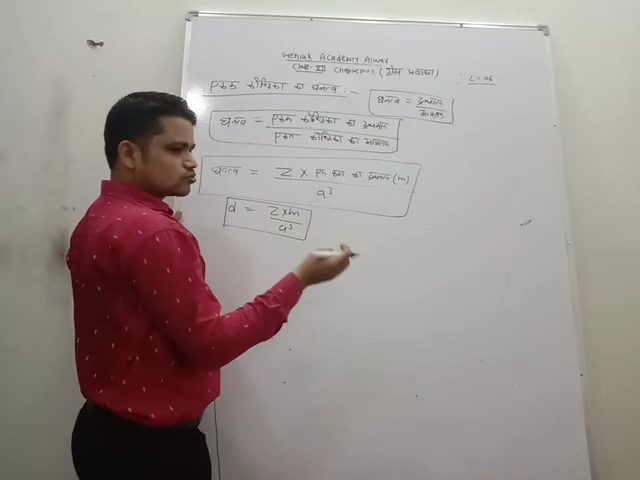 Genius Academy Alwar
Class-XII Chapter-01 (ठोस अवस्था)
L=06
एकक कोष्ठिका का घनत्व :-
घनत्व = द्रव्यमान / आयतन
घनत्व = एकक कोष्ठिका का द्रव्यमान / एकक कोष्ठिका का आयतन
घनत्व = Z × एक कण का द्रव्यमान (m) / a³
d = Z×m / a³